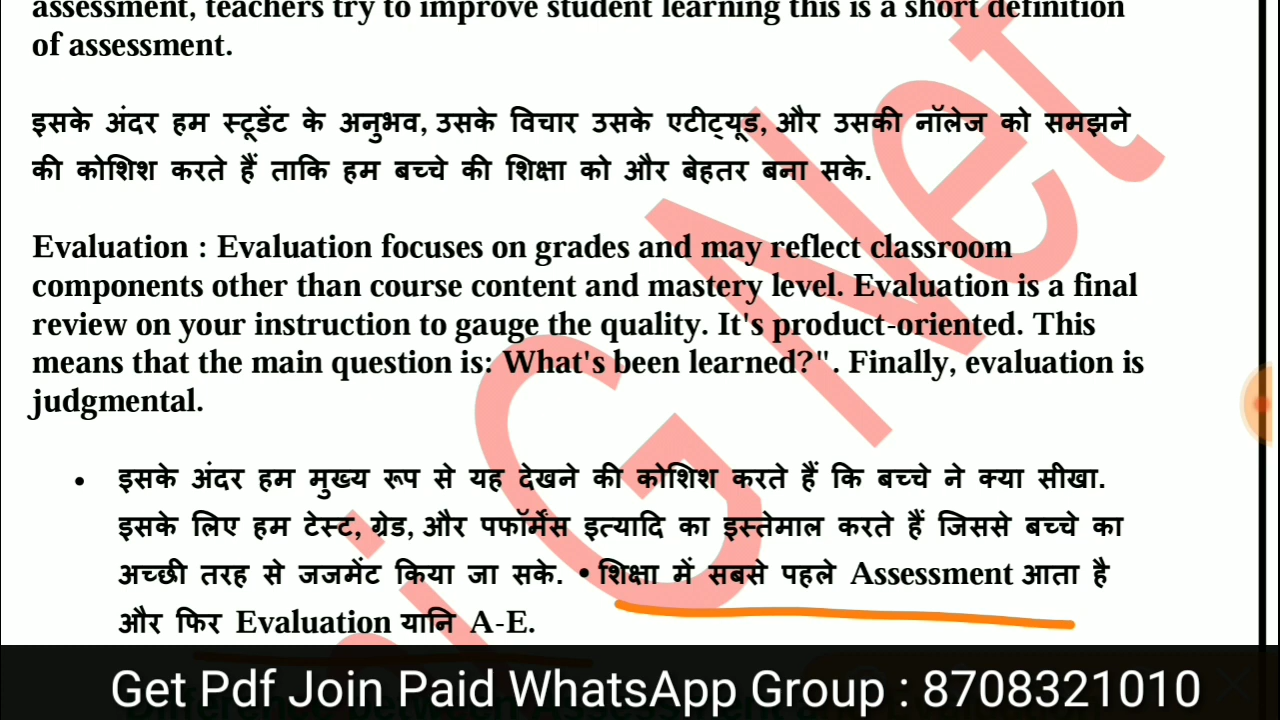 assessment, teachers try to improve student learning this is a short definition
of assessment.
इसके अंदर हम स्टूडेंट के अनुभव, उसके विचार उसके एटीट्यूड, और उसकी नॉलेज को समझने
की कोशिश करते हैं ताकि हम बच्चे की शिक्षा को और बेहतर बना सके.
Evaluation : Evaluation focuses on grades and may reflect classroom
components other than course content and mastery level. Evaluation is a final
review on your instruction to gauge the quality. It's product-oriented. This
means that the main question is: What's been learned?". Finally, evaluation is
judgmental.
• इसके अंदर हम मुख्य रूप से यह देखने की कोशिश करते हैं कि बच्चे ने क्या सीखा.
इसके लिए हम टेस्ट, ग्रेड, और पर्फॉर्मेंस इत्यादि का इस्तेमाल करते हैं जिससे बच्चे का
अच्छी तरह से जजमेंट किया जा सके. • शिक्षा में सबसे पहले Assessment आता है
और फिर Evaluation यानि A-E.
Get Pdf Join Paid WhatsApp Group : 8708321010
G Net